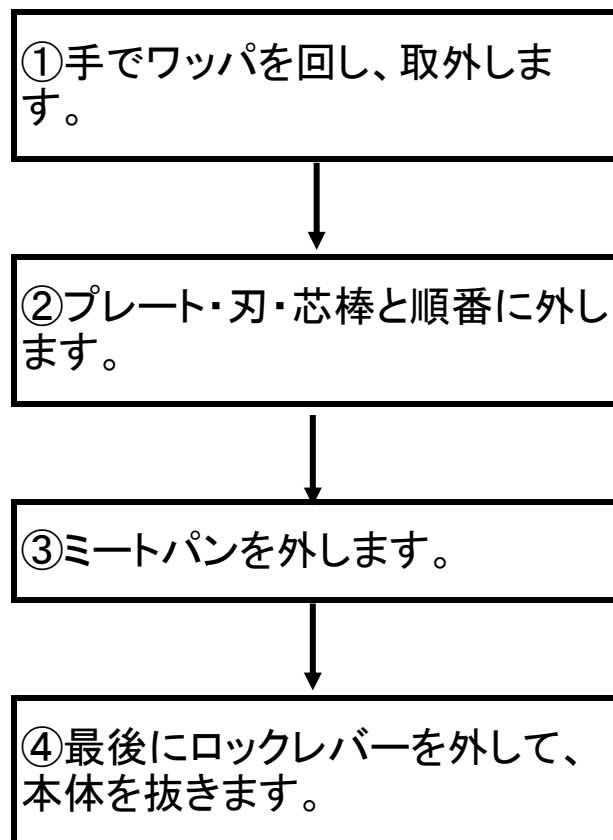 ①手でワッパを回し、取外しま
す。
②プレート・刃・芯棒と順番に外し
ます。
③ミートパンを外します。
④最後にロックレバーを外して、
本体を抜きます。